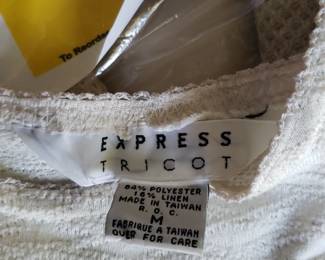 To Reorder
EXPRESS
TRICOT
84% POLYESTER
16% LINEN
MADE IN TAIWAN
R. O. C.
M
FABRIQUE A TAIWAN
OVER FOR CARE